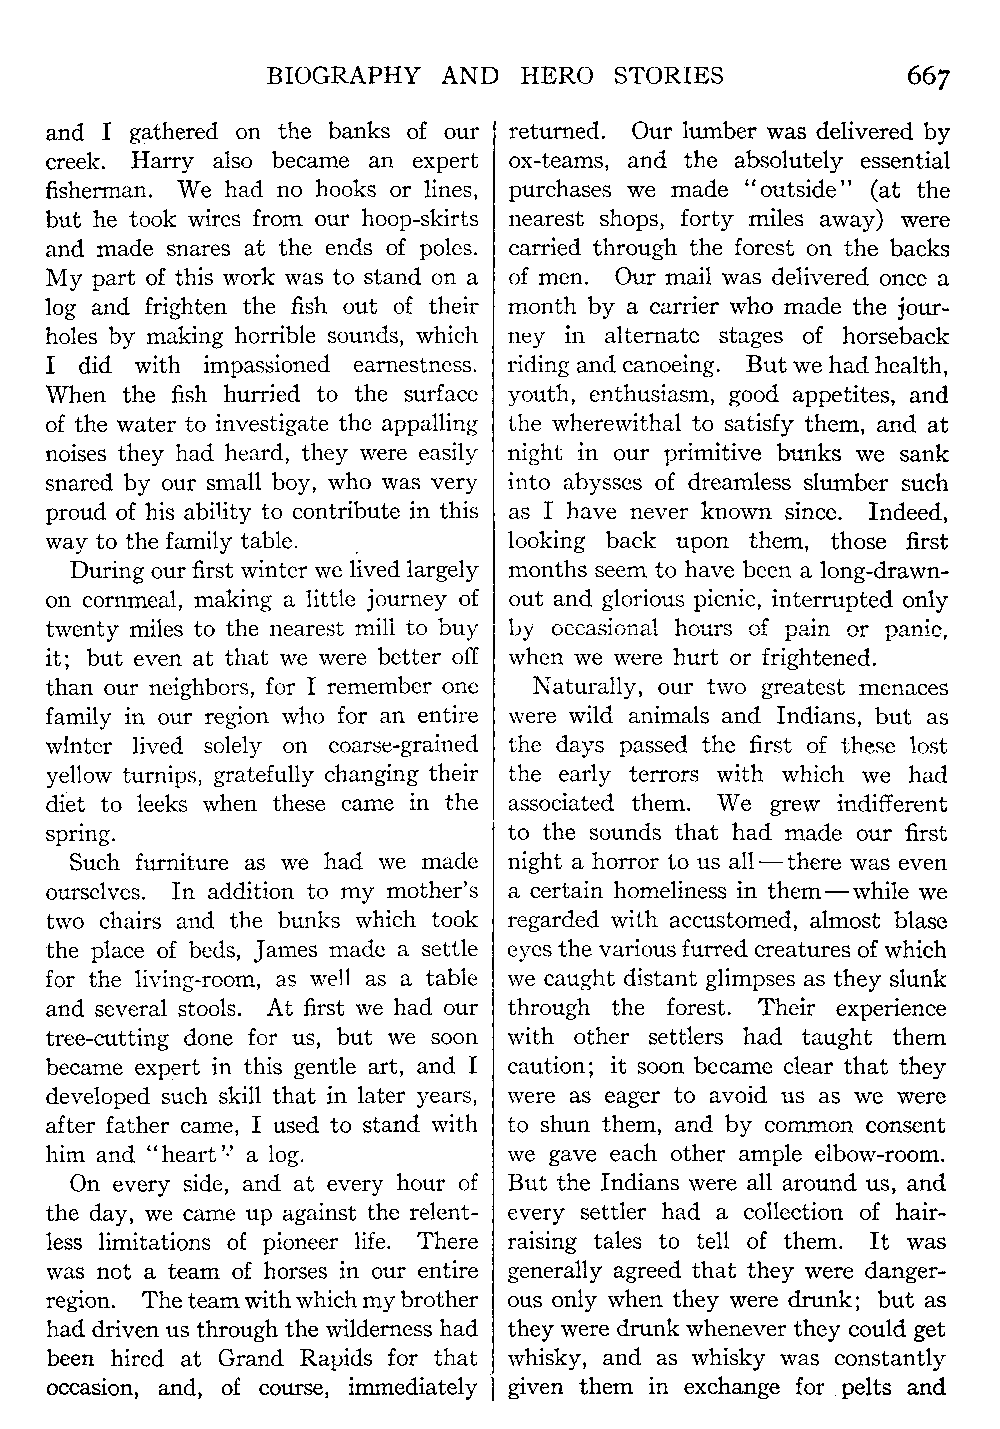 BIOGRAPHY AND HERO STORIES 667
and I gathered on the banks of our
creek. Harry also became an expert
fisherman. We had no hooks or lines,
but he took wires from our hoop-skirts
and made snares at the ends of poles.
My part of this work was to stand on a
log and frighten the fish out of their
holes by making horrible sounds, which
I did with impassioned earnestness.
When the fish hurried to the surface
of the water to investigate the appalling
noises they had heard, they were easily
snared by our small boy, who was very
proud of his ability to contribute in this
way to the family table.
During our first winter we lived largely
on cornmeal, making a little journey of
twenty miles to the nearest mill to buy
it; but even at that we were better off
than our neighbors, for I remember one
family in our region who for an entire
winter lived solely on coarse-grained
yellow turnips, gratefully changing their
diet to leeks when these came in the
spring.
Such furniture as we had we made
ourselves. In addition to my mother's
two chairs and the bunks which took
the place of beds, James made a settle
for the living-room, as well as a table
and several stools. At first we had our
tree-cutting done for us, but we soon
became expert in this gentle art, and I
developed such skill that in later years,
after father came, I used to stand with
him and "heart" a log.
On every side, and at every hour of
the day, we came up against the relent-
less limitations of pioneer life. There
was not a team of horses in our entire
region. The team with which my brother
had driven us through the wilderness had
been hired at Grand Rapids for that
occasion, and, of course, immediately
returned. Our lumber was delivered by
ox-teams, and the absolutely essential
purchases we made "outside" (at the
nearest shops, forty miles away) were
carried through the forest on the backs
of men. Our mail was delivered once a
month by a carrier who made the jour-
ney in alternate stages of horseback
riding and canoeing. But we had health,
youth, enthusiasm, good appetites, and
the wherewithal to satisfy them, and at
night in our primitive bunks we sank
into abysses of dreamless slumber such
as I have never known since. Indeed,
looking back upon them, those first
months seem to have been a long-drawn-
out and glorious picnic, interrupted only
by occasional hours of pain or panic,
when we were hurt or frightened.
Naturally, our two greatest menaces
were wild animals and Indians, but as
the days passed the first of these lost
the early terrors with which we had
associated them. We grew indifferent
to the sounds that had made our first
night a horror to us all—there was even
a certain homeliness in them—while we
regarded with accustomed, almost blase
eyes the various furred creatures of which
we caught distant glimpses as they slunk
through the forest. Their experience
with other settlers had taught them
caution; it soon became clear that they
were as eager to avoid us as we were
to shun them, and by common consent
we gave each other ample elbow-room.
But the Indians were all around us, and
every settler had a collection of hair-
raising tales to tell of them. It was
generally agreed that they were danger-
ous only when they were drunk; but as
they were drunk whenever they could get
whisky, and as whisky was constantly
given them in exchange for pelts and